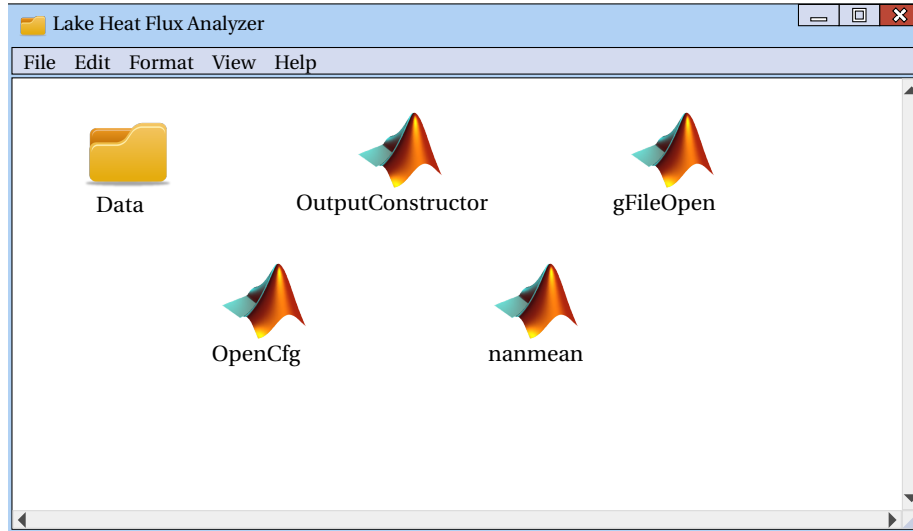 Lake Heat Flux Analyzer
File Edit Format View Help
Data
OutputConstructor
gFileOpen
OpenCfg
nanmean